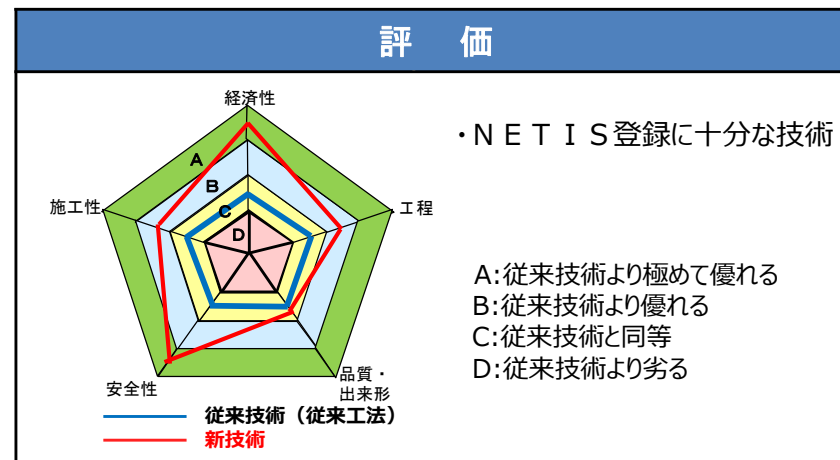 評 価
経済性
・ＮＥＴＩＳ登録に十分な技術
A
B
施工性
C
工程
D
A:従来技術より極めて優れる
B:従来技術より優れる
C:従来技術と同等
D:従来技術より劣る
安全性
品質・
出来形
従来技術（従来工法）
新技術